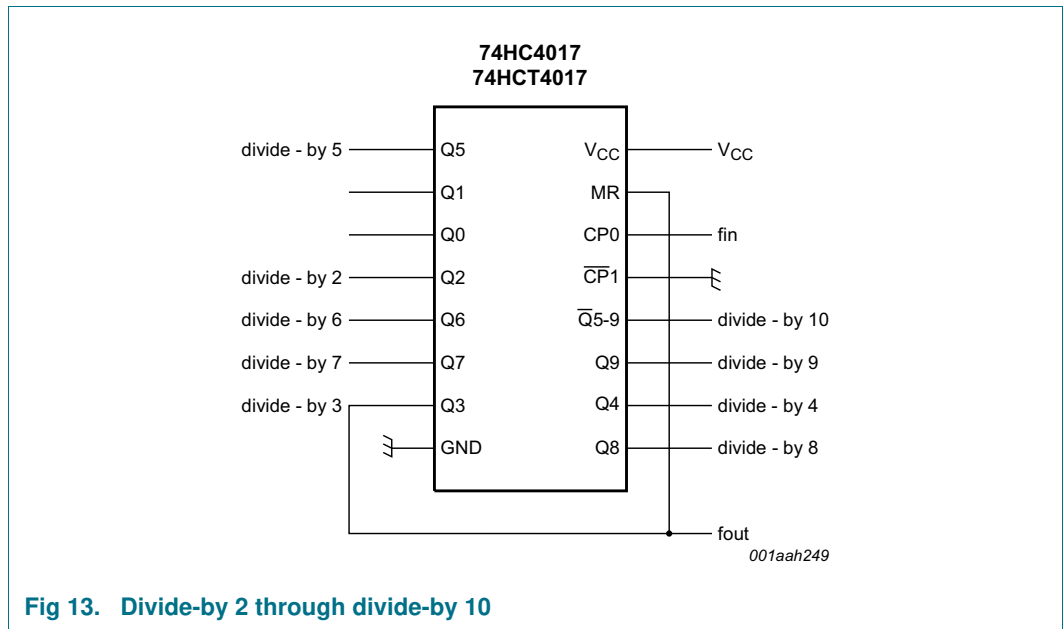 74HC4017
74HCT4017
divide - by 5 Q5 VCC VCC
Q1 MR
Q0 CP0 fin
divide - by 2 Q2 C̅P̅1
divide - by 6 Q6 Q̅5-9 divide - by 10
divide - by 7 Q7 Q9 divide - by 9
divide - by 3 Q3 Q4 divide - by 4
GND Q8 divide - by 8
fout
001aah249
Fig 13. Divide-by 2 through divide-by 10